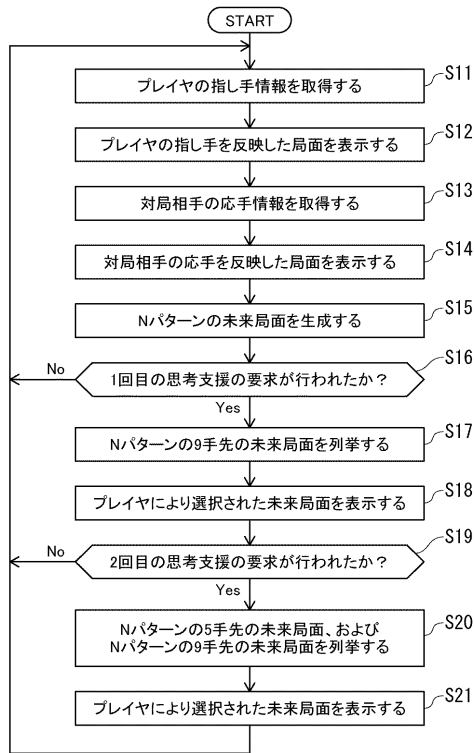 START
S11
プレイヤの指し手情報を取得する
S12
プレイヤの指し手を反映した局面を表示する
S13
対局相手の応手情報を取得する
S14
対局相手の応手を反映した局面を表示する
S15
Nパターンの未来局面を生成する
S16
No
1回目の思考支援の要求が行われたか？
Yes
S17
Nパターンの9手先の未来局面を列挙する
S18
プレイヤにより選択された未来局面を表示する
S19
No
2回目の思考支援の要求が行われたか？
Yes
S20
Nパターンの5手先の未来局面、および
Nパターンの9手先の未来局面を列挙する
S21
プレイヤにより選択された未来局面を表示する